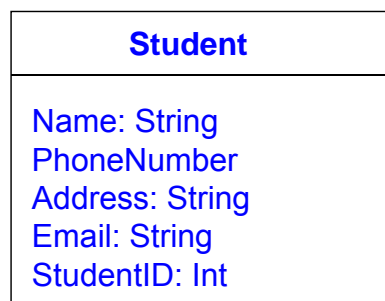 Student
Name: String
PhoneNumber
Address: String
Email: String
StudentID: Int